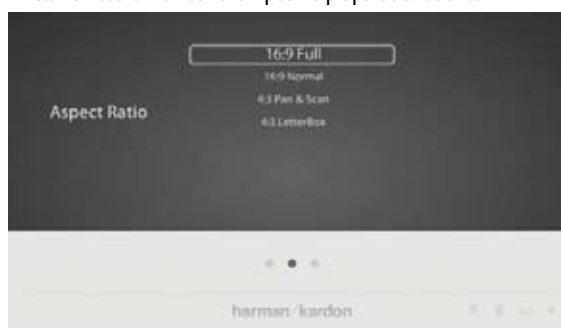 16:9 Full
16:9 Normal
4:3 Pan & Scan
4:3 LetterBox
Aspect Ratio
harman/kardon